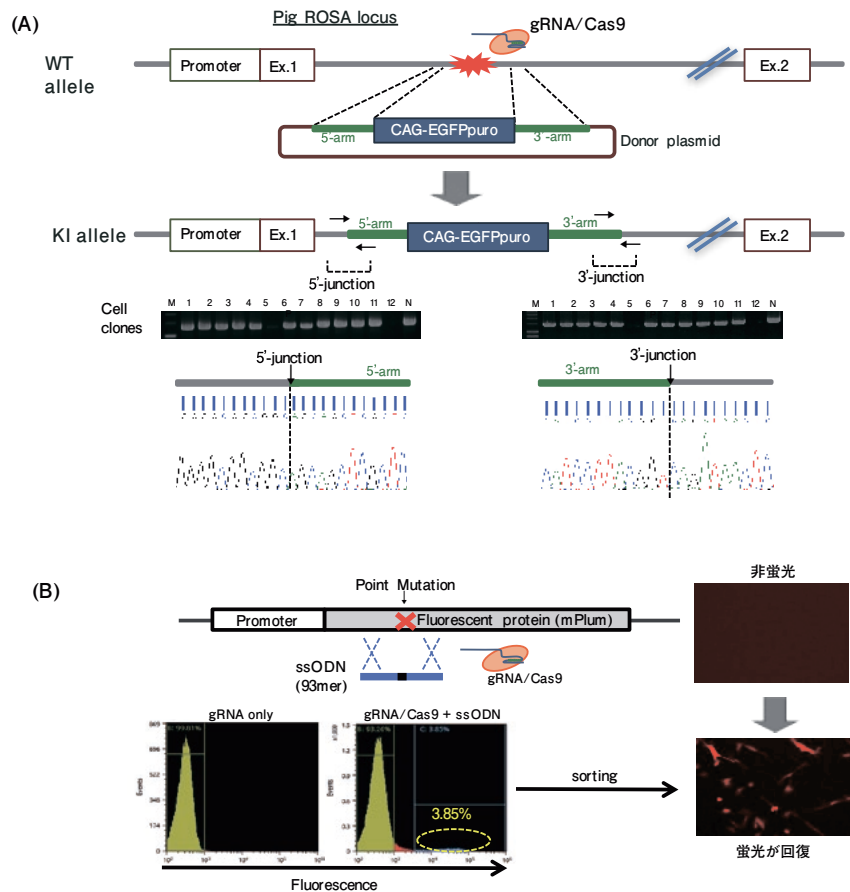 (A)
Pig ROSA locus
gRNA/Cas9
WT
allele
Promoter
Ex.1
Ex.2
5'-arm
CAG-EGFPpuro
3'-arm
Donor plasmid
KI allele
Promoter
Ex.1
5'-arm
CAG-EGFPpuro
3'-arm
Ex.2
5'-junction
3'-junction
Cell
clones
M 1 2 3 4 5 6 7 8 9 10 11 12 N
M 1 2 3 4 5 6 7 8 9 10 11 12 N
5'-junction
5'-arm
3'-junction
3'-arm
(B)
Point Mutation
Promoter
Fluorescent protein (mPlum)
ssODN
(93mer)
gRNA/Cas9
非蛍光
gRNA only
gRNA/Cas9 + ssODN
Events
Events
3.85%
sorting
Fluorescence
蛍光が回復